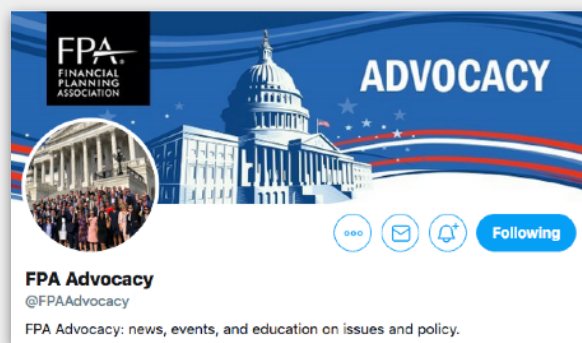 FPA®
FINANCIAL
PLANNING
ASSOCIATION
ADVOCACY
Following
FPA Advocacy
@FPAAdvocacy
FPA Advocacy: news, events, and education on issues and policy.